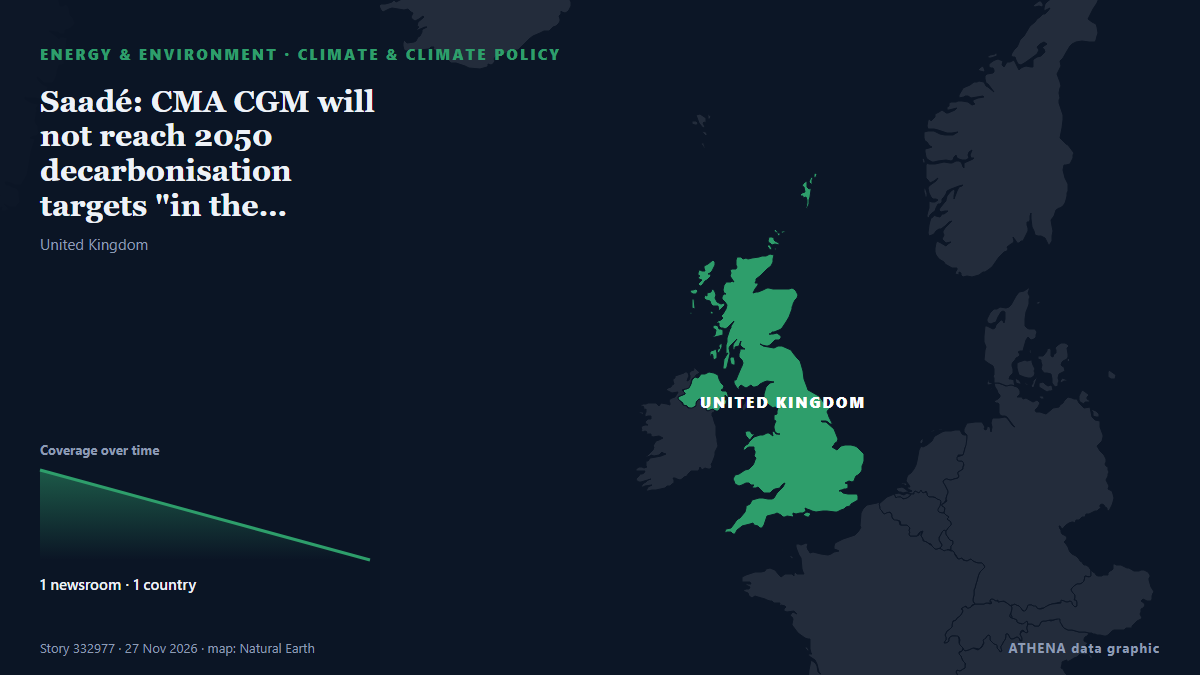 ENERGY & ENVIRONMENT · CLIMATE & CLIMATE POLICY
Saadé: CMA CGM will
not reach 2050
decarbonisation
targets "in the...
United Kingdom
UNITED KINGDOM
Coverage over time
1 newsroom · 1 country
Story 332977 · 27 Nov 2026 · map: Natural Earth
ATHENA data graphic